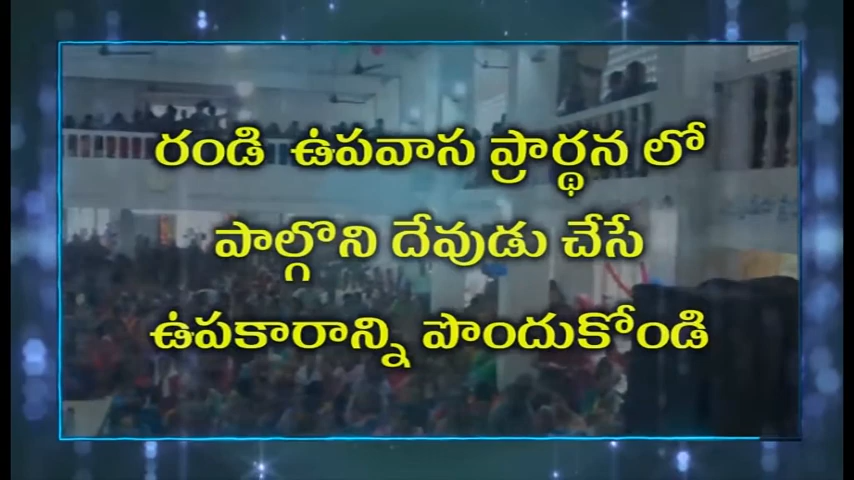 రండి ఉపవాస ప్రార్థన లో
పాల్గొని దేవుడు చేసే
ఉపకారాన్ని పొందుకోండి